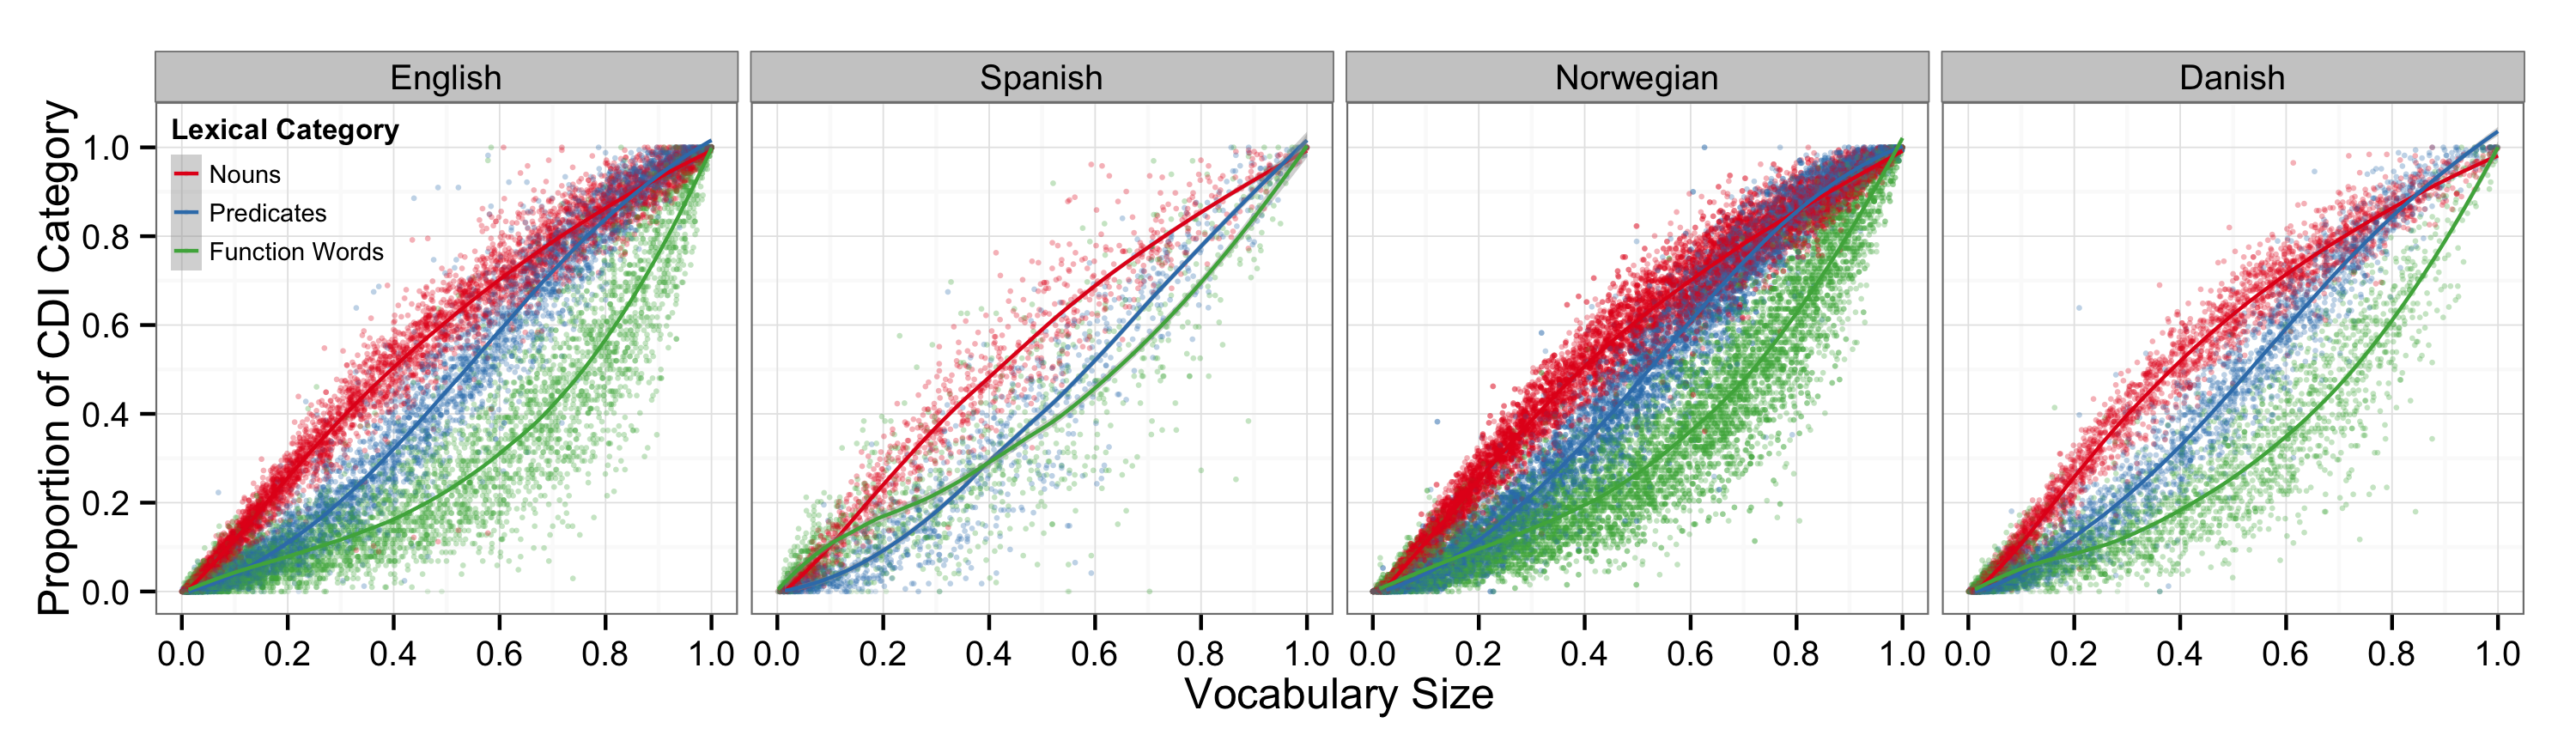 English
Spanish
Norwegian
Danish
Proportion of CDI Category
1.0
0.8
0.6
0.4
0.2
0.0
Lexical Category
Nouns
Predicates
Function Words
0.0 0.2 0.4 0.6 0.8 1.0
0.0 0.2 0.4 0.6 0.8 1.0
0.0 0.2 0.4 0.6 0.8 1.0
0.0 0.2 0.4 0.6 0.8 1.0
Vocabulary Size